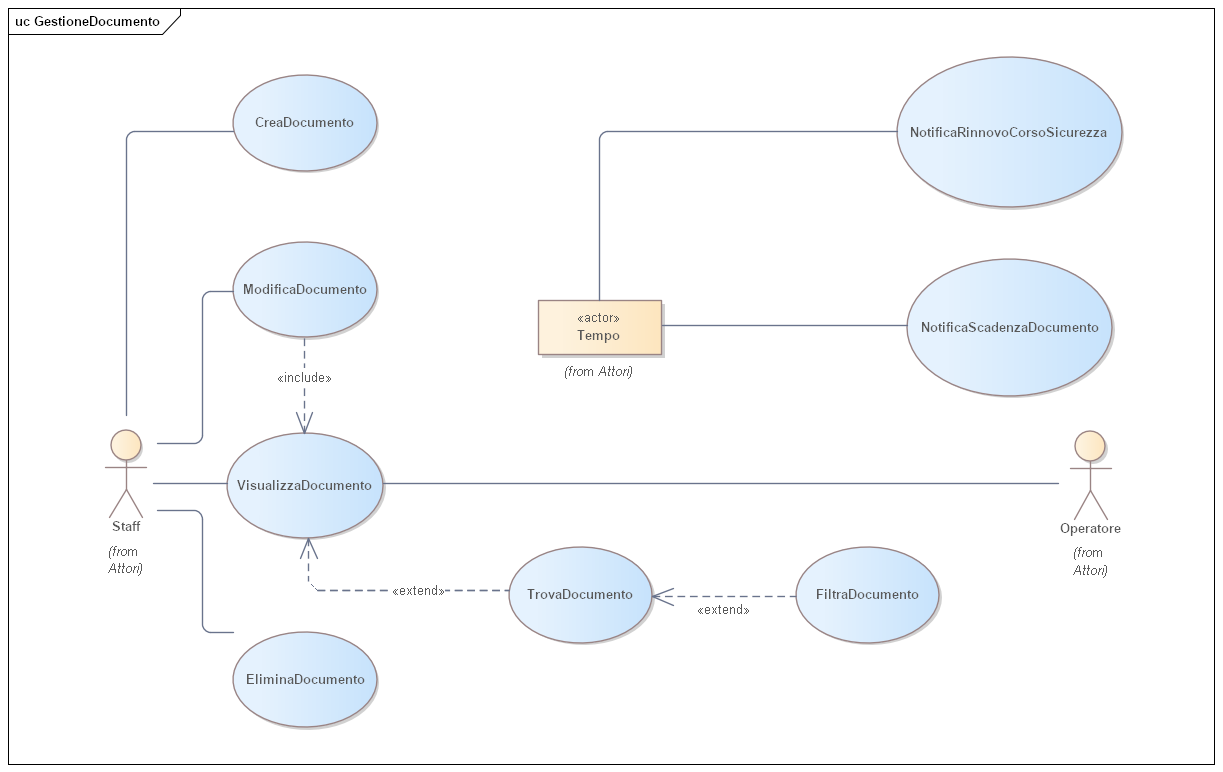 uc GestioneDocumento
CreaDocumento
NotificaRinnovoCorsoSicurezza
ModificaDocumento
«actor»
Tempo
(from Attori)
NotificaScadenzaDocumento
«include»
VisualizzaDocumento
Staff
(from
Attori)
Operatore
(from
Attori)
«extend»
TrovaDocumento
«extend»
FiltraDocumento
EliminaDocumento